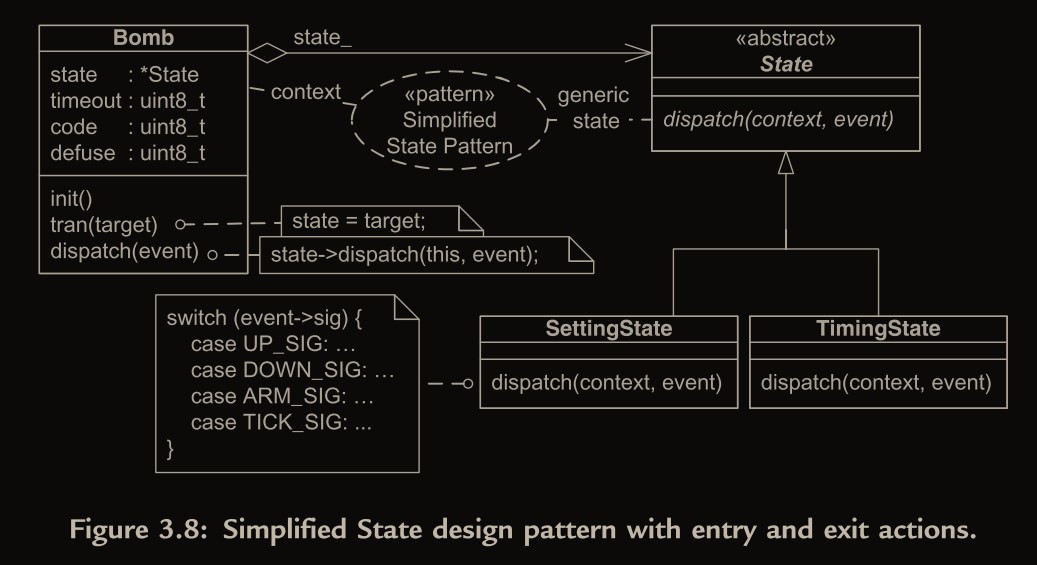 Bomb
state : *State
timeout : uint8_t
code : uint8_t
defuse : uint8_t
init()
tran(target)
dispatch(event)
state_
context
«pattern»
Simplified
State Pattern
generic
state
«abstract»
State
dispatch(context, event)
state = target;
state->dispatch(this, event);
switch (event->sig) {
case UP_SIG: …
case DOWN_SIG: …
case ARM_SIG: …
case TICK_SIG: ...
}
SettingState
dispatch(context, event)
TimingState
dispatch(context, event)
Figure 3.8: Simplified State design pattern with entry and exit actions.